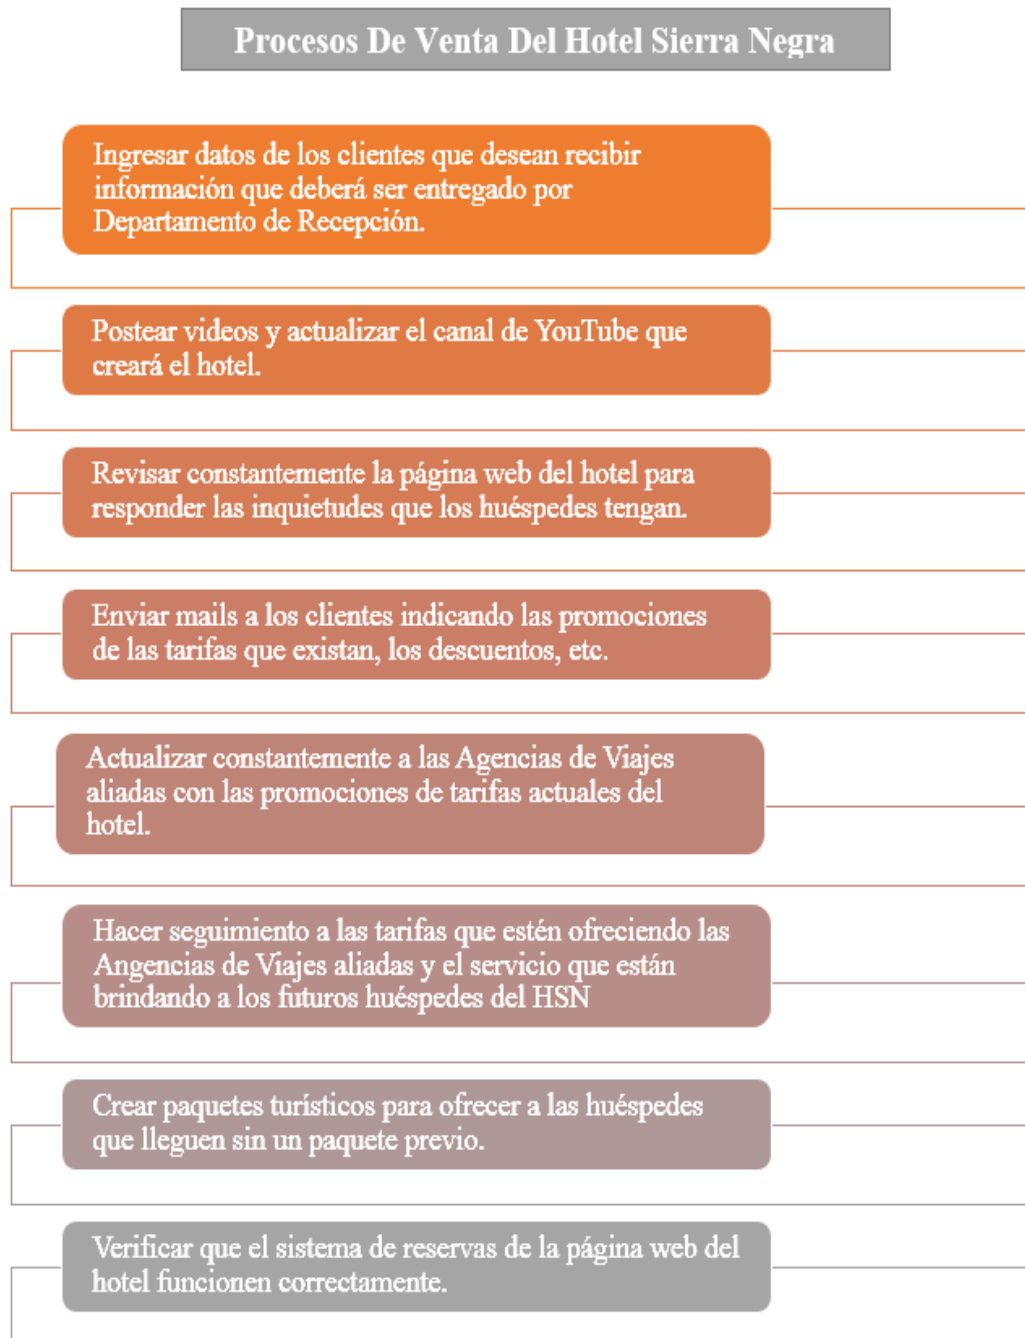 Procesos De Venta Del Hotel Sierra Negra
Ingresar datos de los clientes que desean recibir
información que deberá ser entregado por
Departamento de Recepción.
Postear videos y actualizar el canal de YouTube que
creará el hotel.
Revisar constantemente la página web del hotel para
responder las inquietudes que los huéspedes tengan.
Enviar mails a los clientes indicando las promociones
de las tarifas que existan, los descuentos, etc.
Actualizar constantemente a las Agencias de Viajes
aliadas con las promociones de tarifas actuales del
hotel.
Hacer seguimiento a las tarifas que estén ofreciendo las
Angencias de Viajes aliadas y el servicio que están
brindando a los futuros huéspedes del HSN
Crear paquetes turísticos para ofrecer a las huéspedes
que lleguen sin un paquete previo.
Verificar que el sistema de reservas de la página web del
hotel funcionen correctamente.